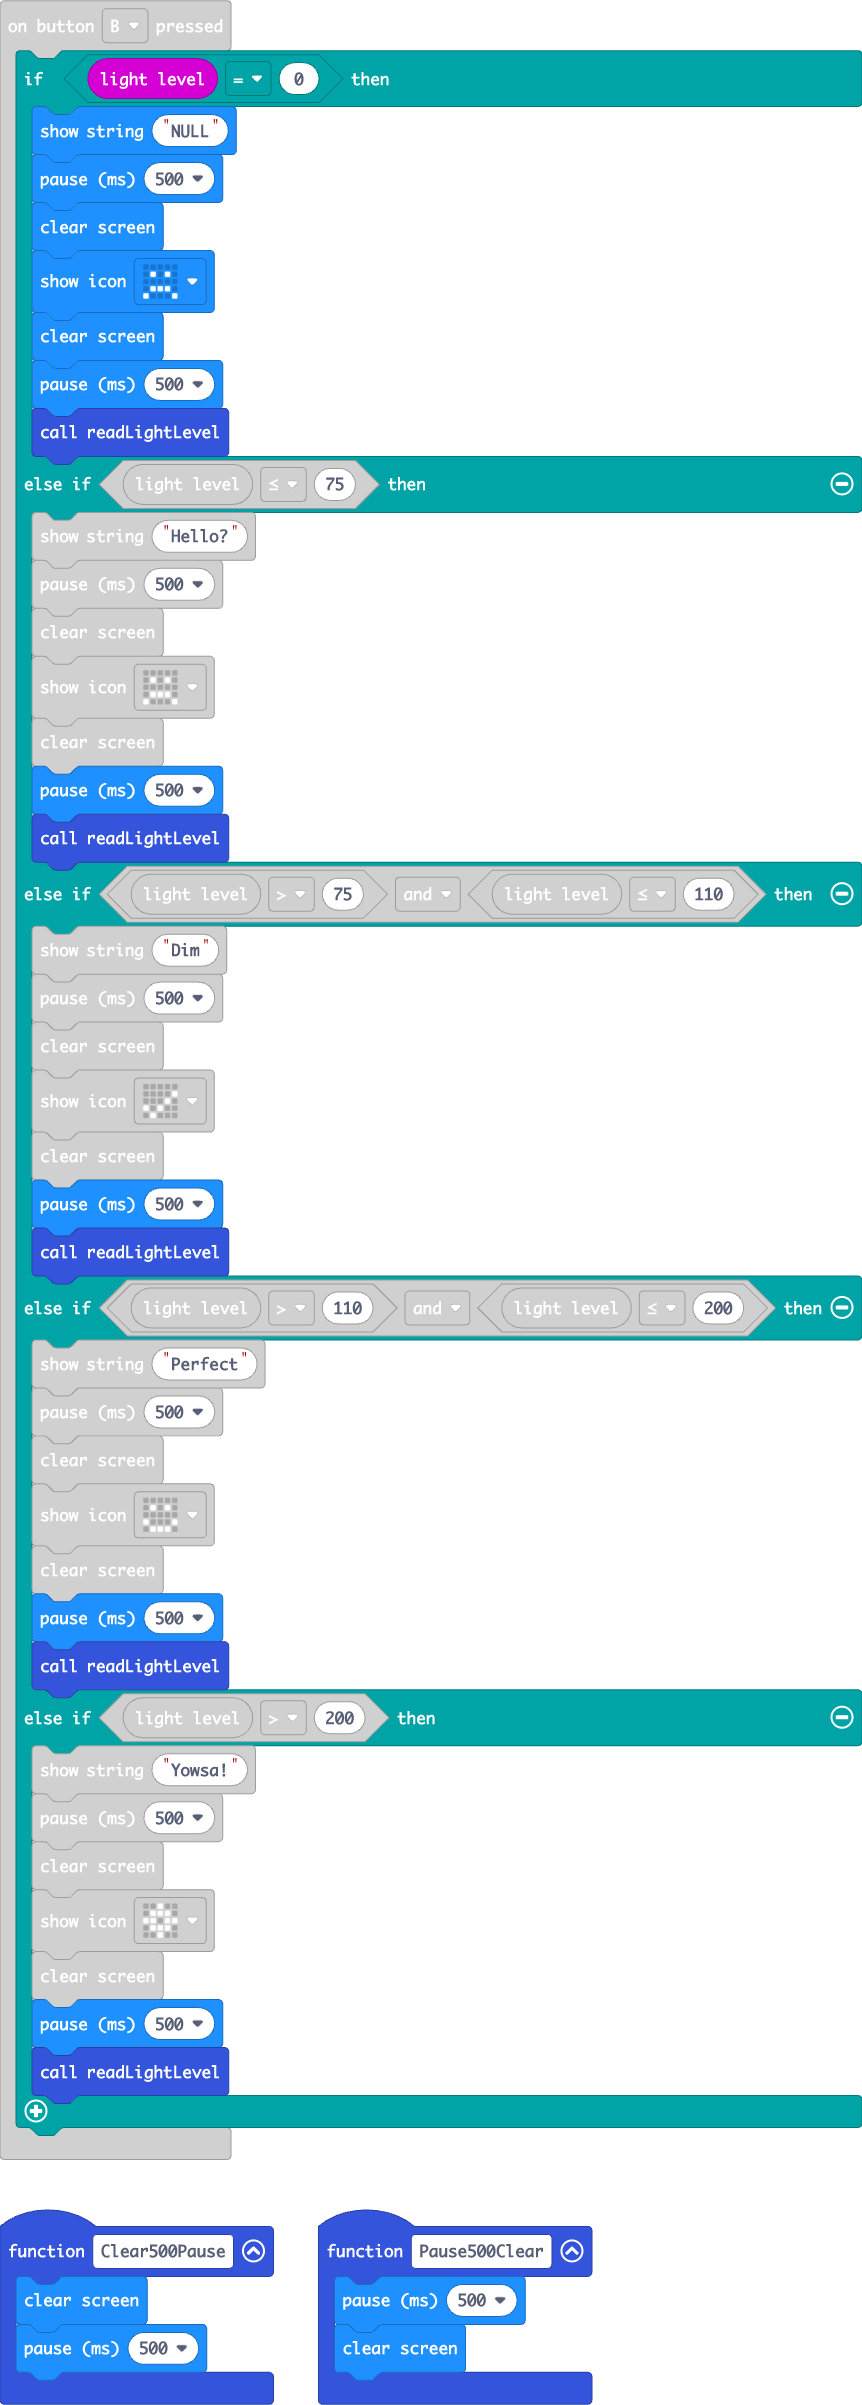 on button B pressed
if light level = 0 then
show string "NULL"
pause (ms) 500
clear screen
show icon
clear screen
pause (ms) 500
call readLightLevel
else if light level ≤ 75 then
show string "Hello?"
pause (ms) 500
clear screen
show icon
clear screen
pause (ms) 500
call readLightLevel
else if light level > 75 and light level ≤ 110 then
show string "Dim"
pause (ms) 500
clear screen
show icon
clear screen
pause (ms) 500
call readLightLevel
else if light level > 110 and light level ≤ 200 then
show string "Perfect"
pause (ms) 500
clear screen
show icon
clear screen
pause (ms) 500
call readLightLevel
else if light level > 200 then
show string "Yowsa!"
pause (ms) 500
clear screen
show icon
clear screen
pause (ms) 500
call readLightLevel
function Clear500Pause
clear screen
pause (ms) 500
function Pause500Clear
pause (ms) 500
clear screen